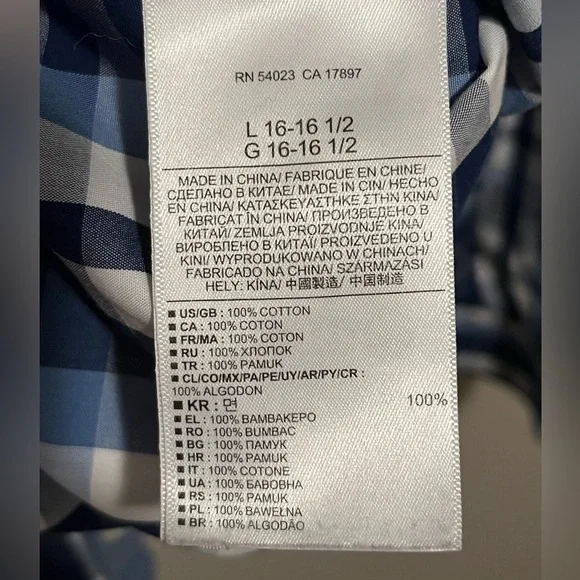 RN 54023 CA 17897
L 16-16 1/2
G 16-16 1/2
MADE IN CHINA/ FABRIQUE EN CHINE/
СДЕЛАНО В КИТАЕ/ MADE IN CIN/ HECHO
EN CHINA/ ΚΑΤΑΣΚΕΥΑΣΤΗΚΕ ΣΤΗΝ ΚΙΝΑ/
FABRICAT ÎN CHINA/ ПРОИЗВЕДЕНО В
КИТАЙ/ ZEMLJA PROIZVODNJE KINA/
ВИРОБЛЕНО В КИТАЇ/ PROIZVEDENO U
KINI/ WYPRODUKOWANO W CHINACH/
FABRICADO NA CHINA/ SZÁRMAZÁSI
HELY: KÍNA/ 中國製造/ 中国制造
■ US/GB : 100% COTTON
■ CA : 100% COTON
■ FR/MA : 100% COTON
■ RU : 100% ХЛОПОК
■ TR : 100% PAMUK
■ CL/CO/MX/PA/PE/UY/AR/PY/CR :
100% ALGODON
■ KR : 면 100%
■ EL : 100% ΒΑΜΒΑΚΕΡΟ
■ RO : 100% BUMBAC
■ BG : 100% ПАМУК
■ HR : 100% PAMUK
■ IT : 100% COTONE
■ UA : 100% БАВОВНА
■ RS : 100% PAMUK
■ PL : 100% BAWEŁNA
■ BR : 100% ALGODÃO